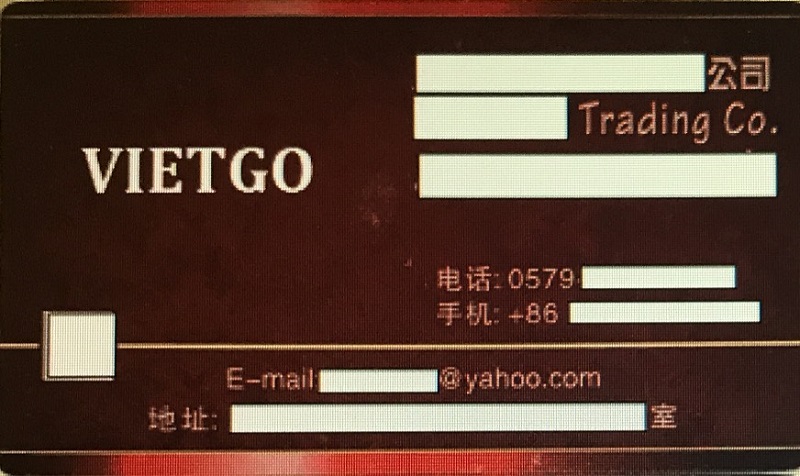 公司
Trading Co.
VIETGO
电话: 0579
手机: +86
E-mail @yahoo.com
地址: 室